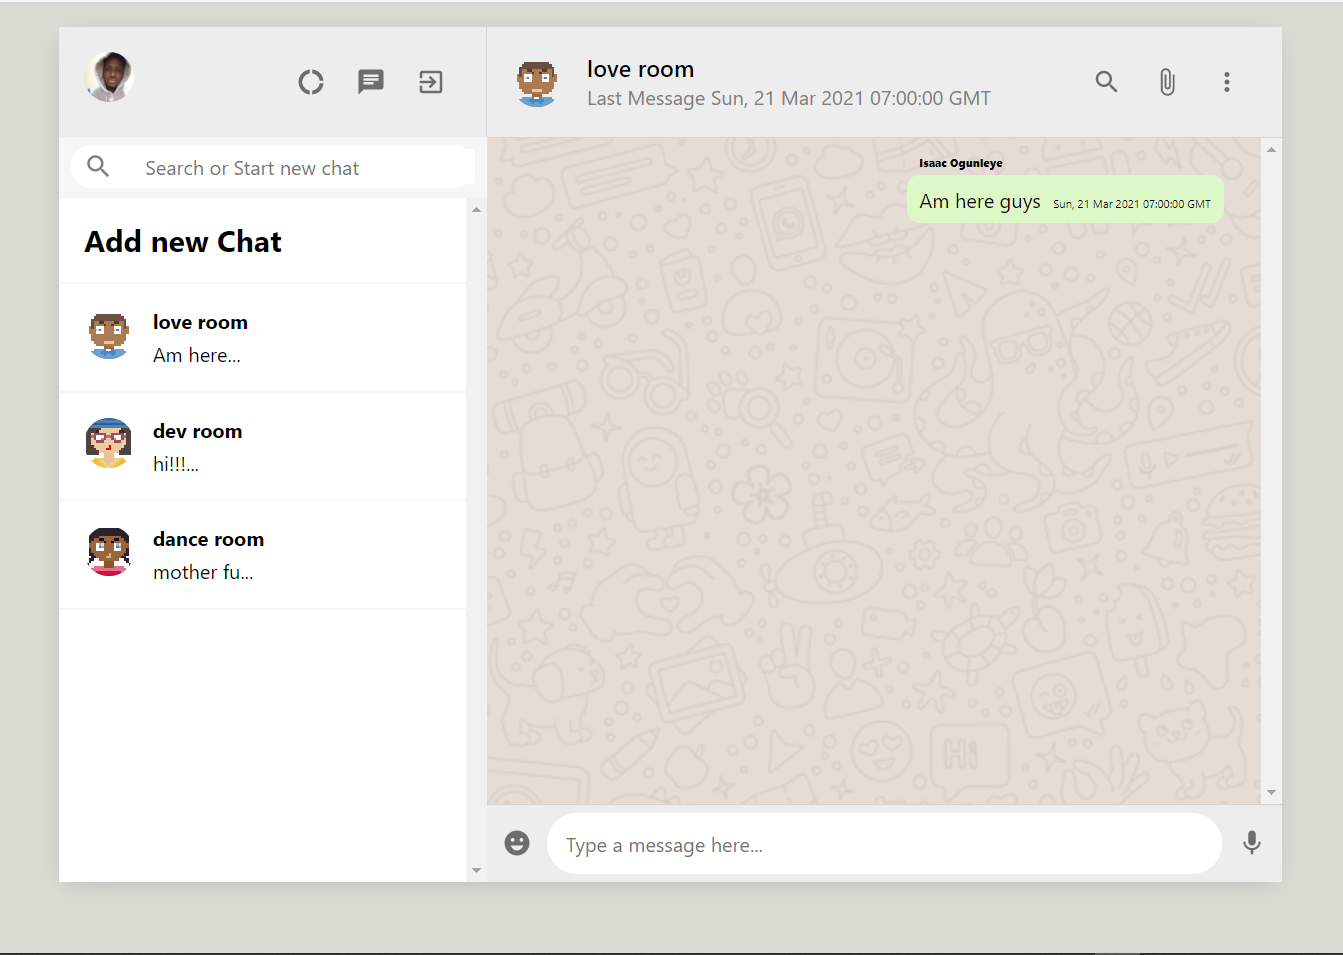 love room
Last Message Sun, 21 Mar 2021 07:00:00 GMT
Search or Start new chat
Add new Chat
love room
Am here...
dev room
hi!!!...
dance room
mother fu...
Isaac Ogunleye
Am here guys Sun, 21 Mar 2021 07:00:00 GMT
Hi
Type a message here...